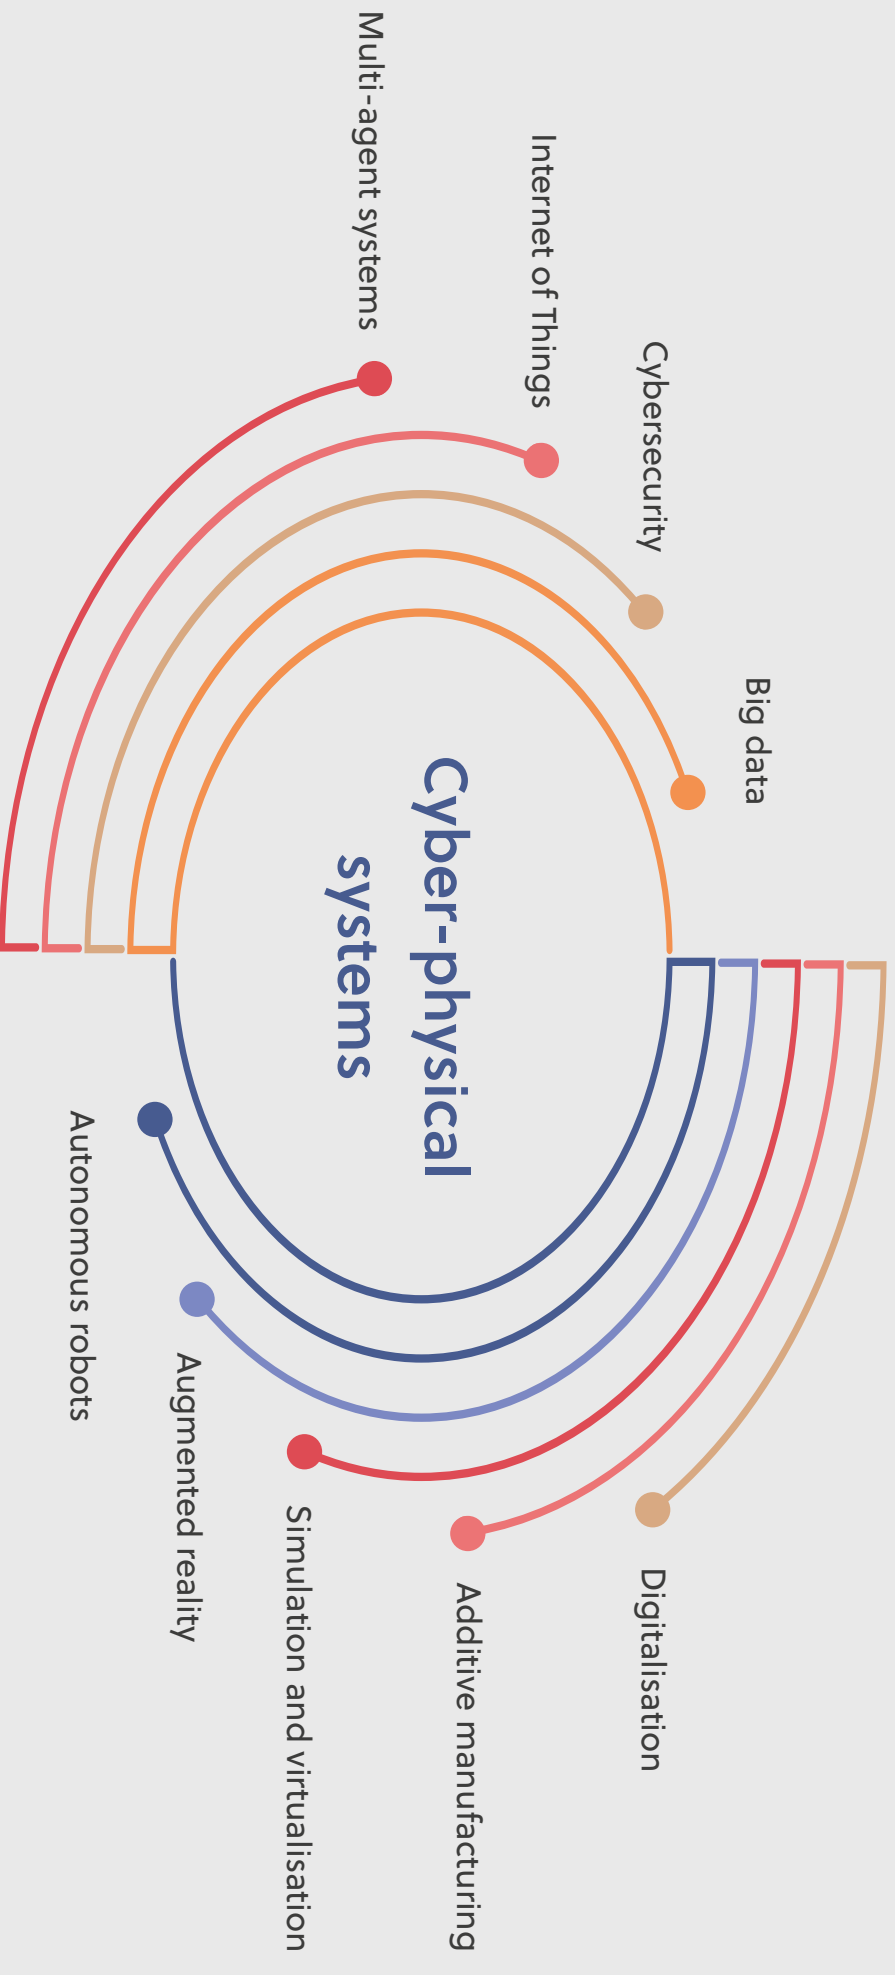 Big data
Cybersecurity
Internet of Things
Multi-agent systems
Cyber-physical
systems
Digitalisation
Additive manufacturing
Simulation and virtualisation
Augmented reality
Autonomous robots